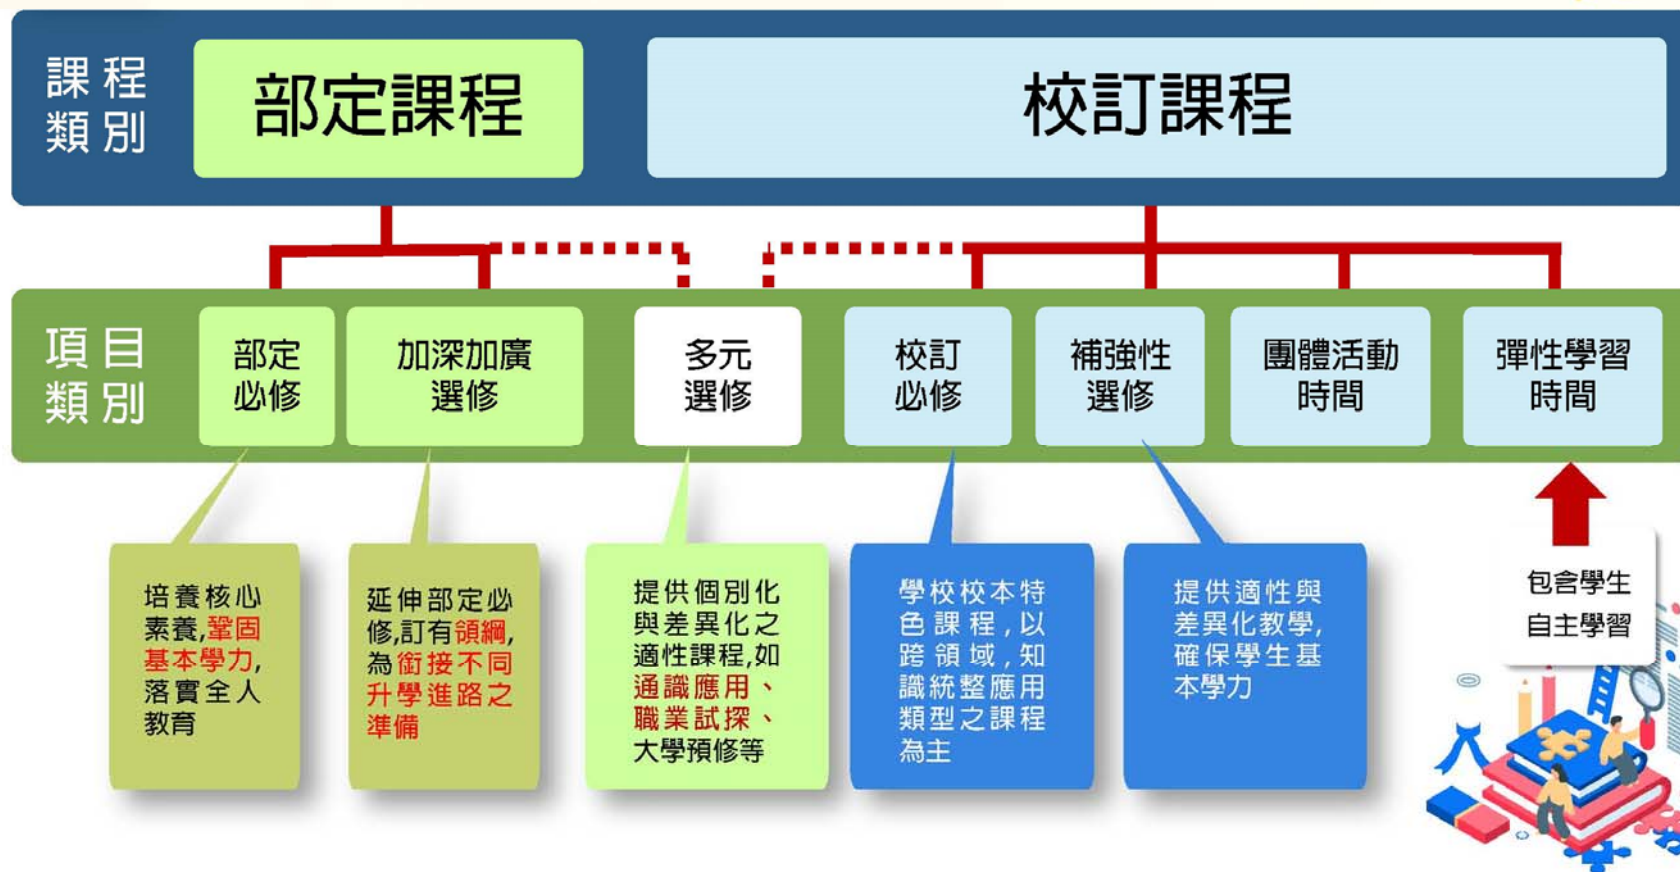 課程
類別
部定課程
校訂課程
項目
類別
部定
必修
加深加廣
選修
多元
選修
校訂
必修
補強性
選修
團體活動
時間
彈性學習
時間
培養核心
素養,鞏固
基本學力,
落實全人
教育
延伸部定必
修,訂有領綱,
為銜接不同
升學進路之
準備
提供個別化
與差異化之
適性課程,如
通識應用、
職業試探、
大學預修等
學校校本特
色課程,以
跨領域,知
識統整應用
類型之課程
為主
提供適性與
差異化教學,
確保學生基
本學力
包含學生
自主學習